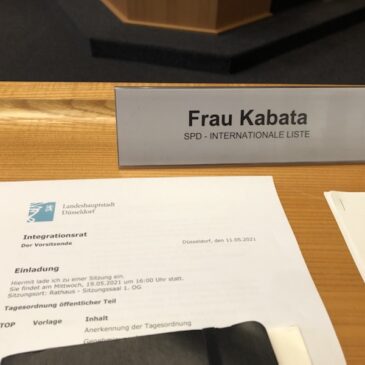 Frau Kabata
SPD - INTERNATIONALE LISTE
Landeshauptstadt
Düsseldorf
Integrationsrat
Der Vorsitzende
Düsseldorf, den 11.05.2021
Einladung
Hiermit lade ich zu einer Sitzung ein.
Sie findet am Mittwoch, 19.05.2021 um 16:00 Uhr statt.
Sitzungsort: Rathaus - Sitzungssaal 1. OG
Tagesordnung öffentlicher Teil
TOP Vorlage Inhalt
Anerkennung der Tagesordnung